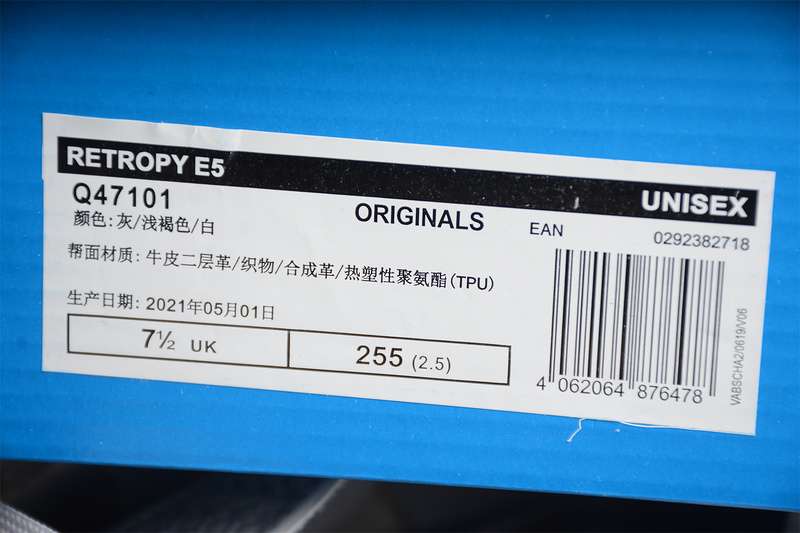 RETROPY E5
UNISEX
Q47101
ORIGINALS
EAN
0292382718
颜色: 灰/浅褐色/白
帮面材质: 牛皮二层革/织物/合成革/热塑性聚氨酯(TPU)
生产日期: 2021年05月01日
7½ UK
255 (2.5)
4 062064 876478
VABSCHA2/0619/V06